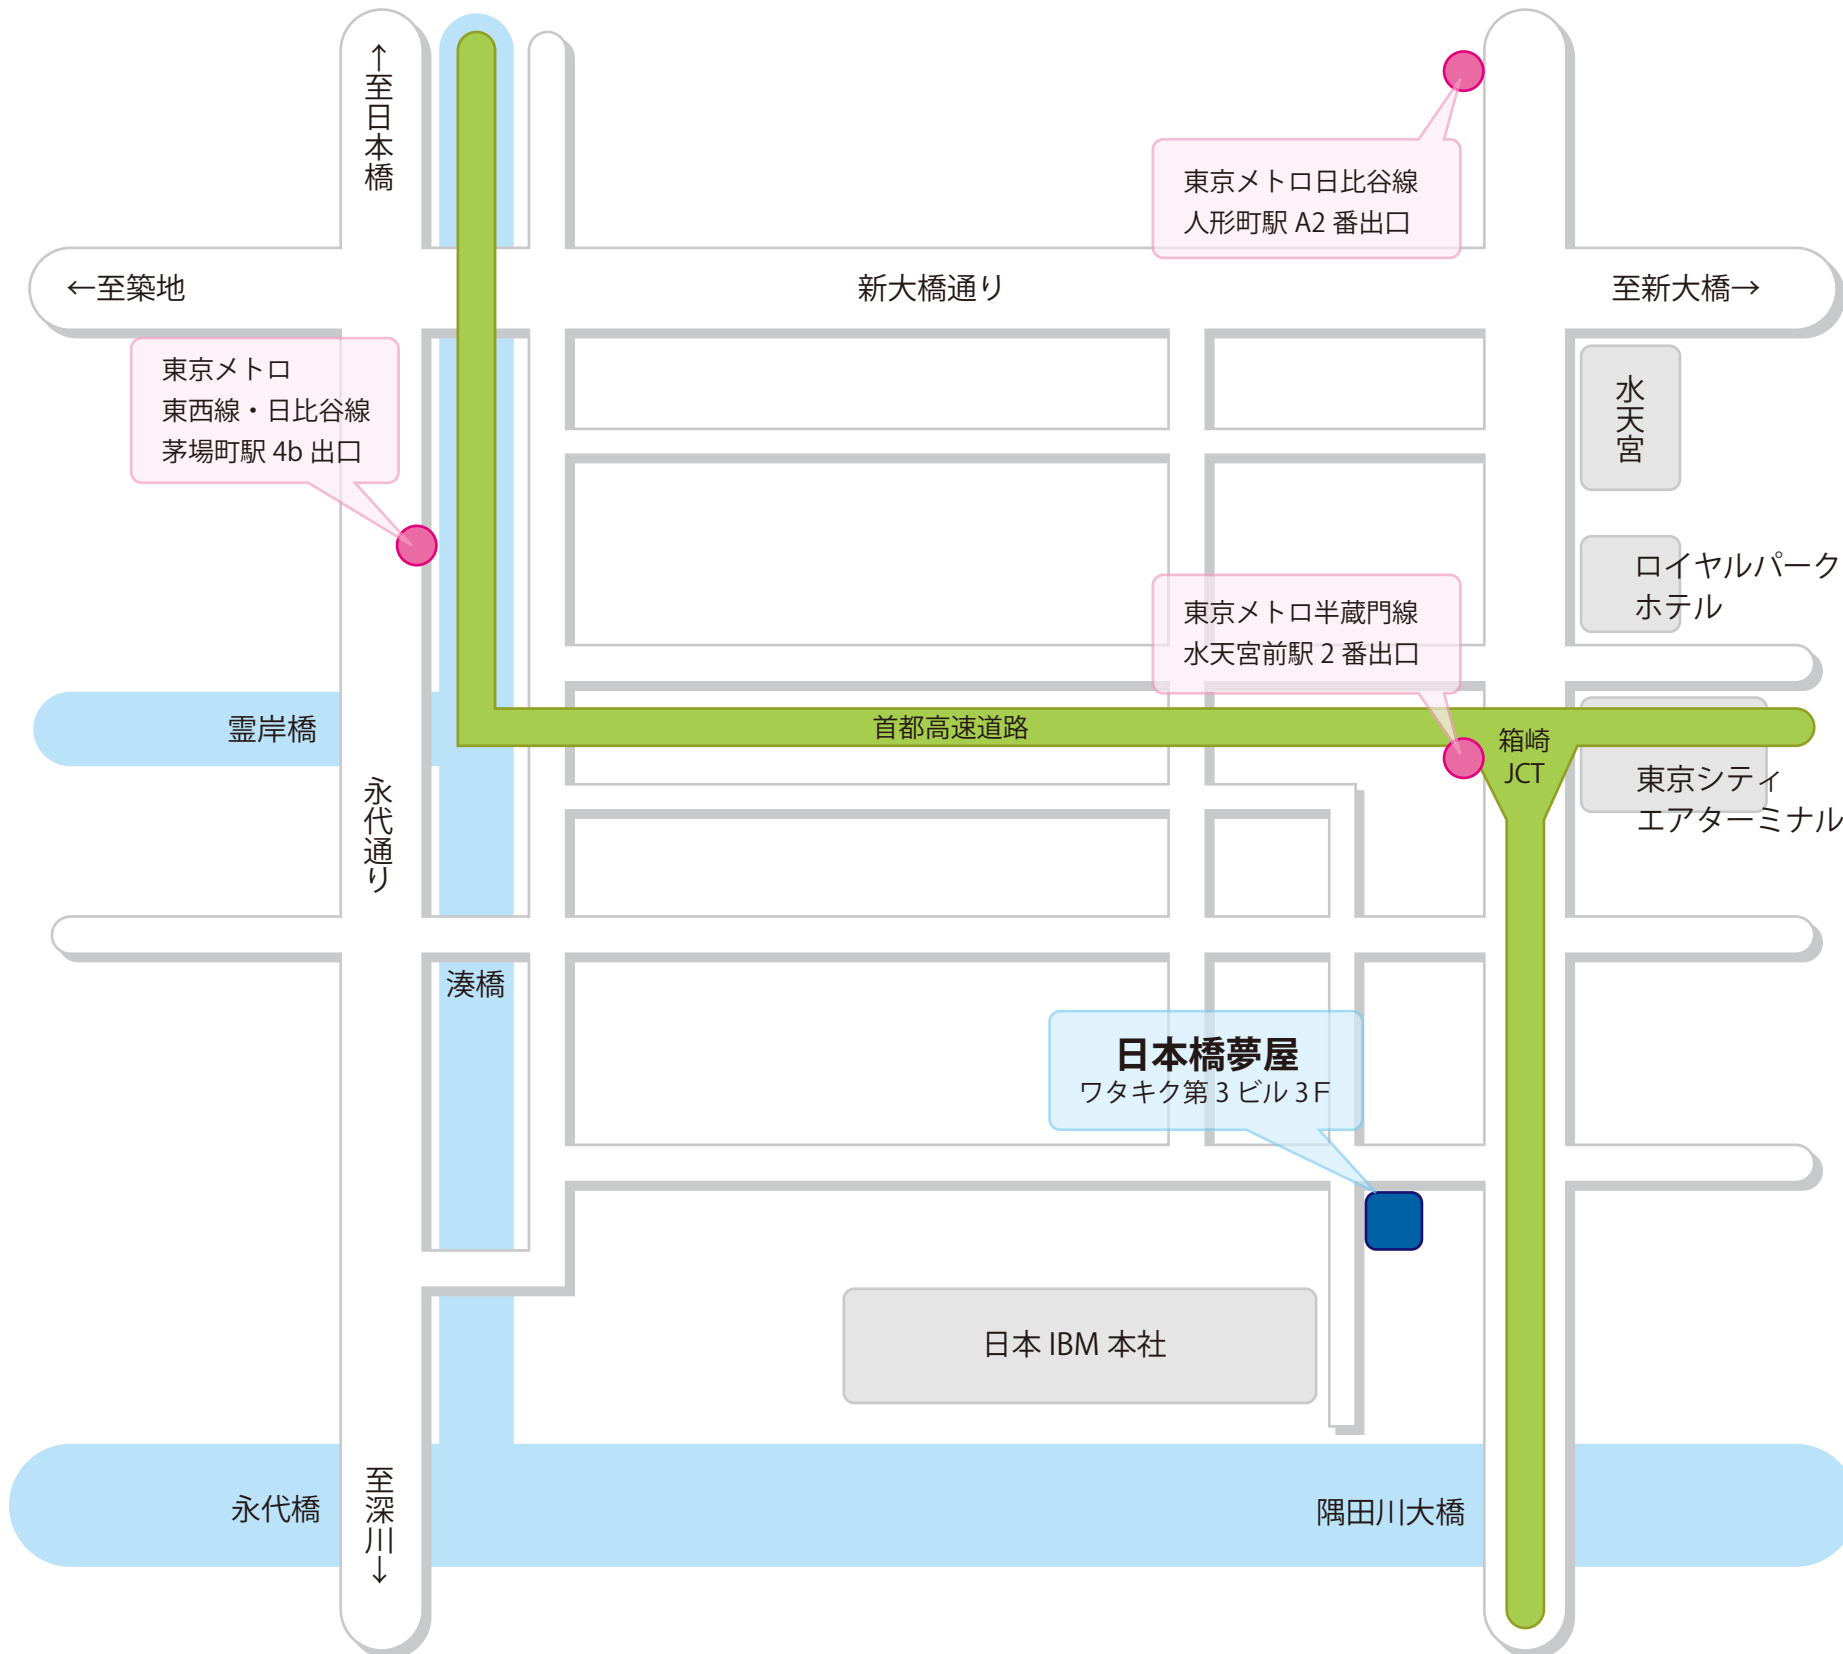 ↑至日本橋
東京メトロ日比谷線
人形町駅 A2 番出口
←至築地
新大橋通り
至新大橋→
東京メトロ
東西線・日比谷線
茅場町駅 4b 出口
水天宮
ロイヤルパーク
ホテル
東京メトロ半蔵門線
水天宮前駅 2 番出口
霊岸橋
首都高速道路
箱崎
JCT
東京シティ
エアターミナル
永代通り
湊橋
日本橋夢屋
ワタキク第 3 ビル 3F
日本 IBM 本社
永代橋
至深川↓
隅田川大橋